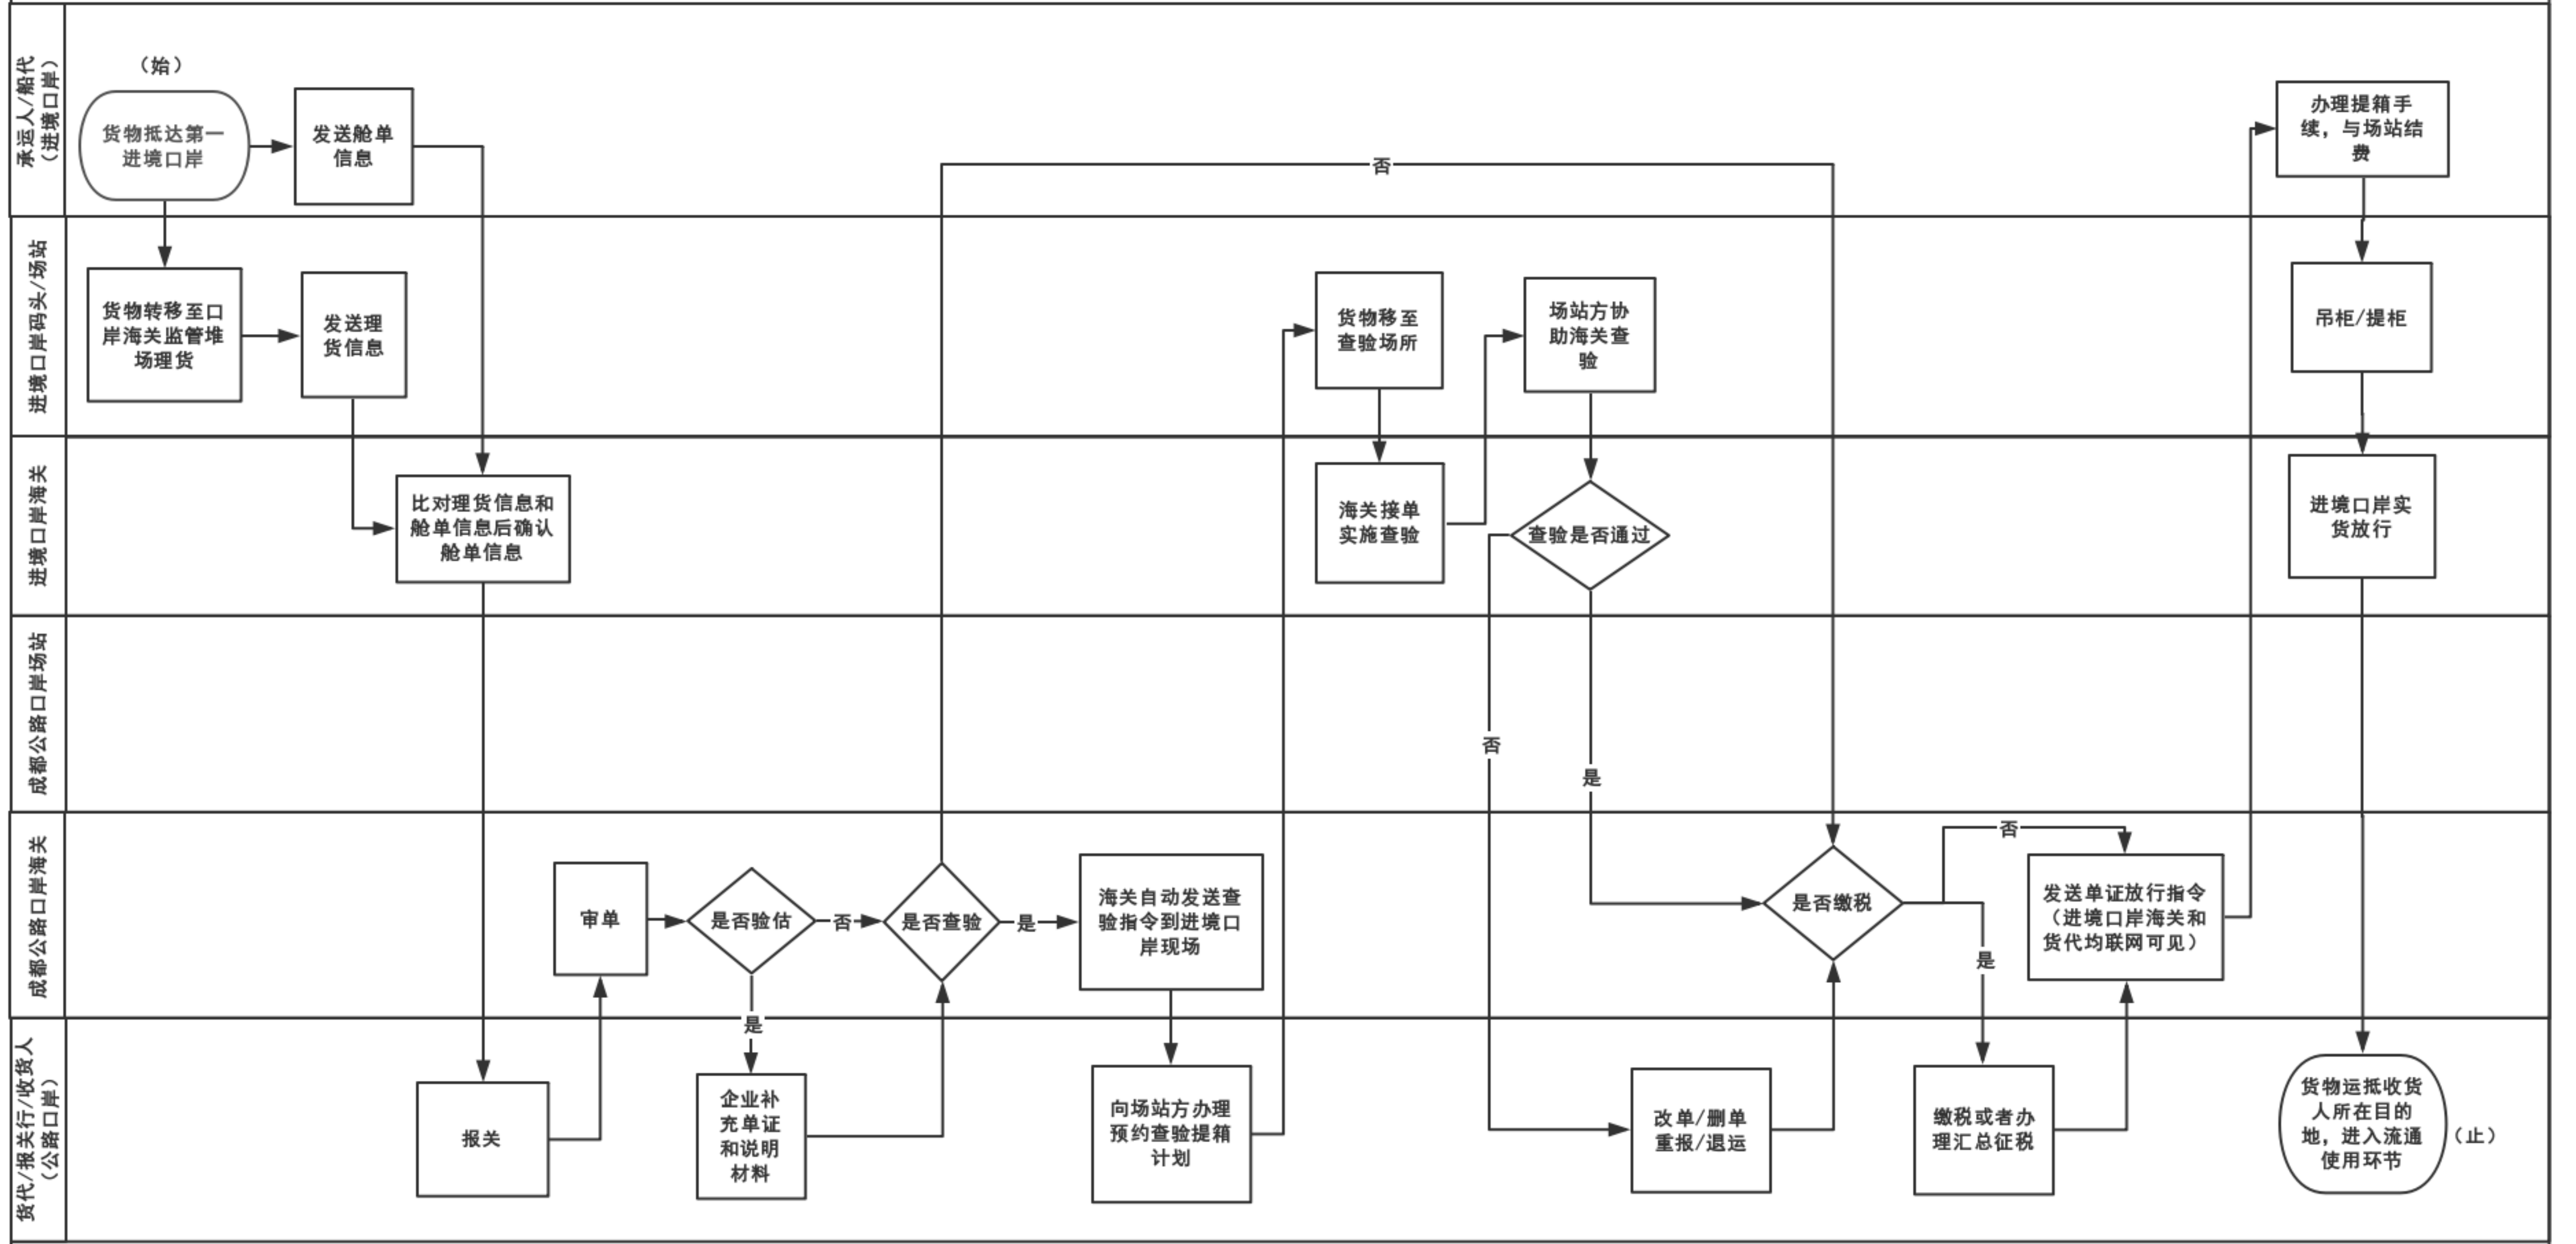 承运人/船代
（进境口岸）
（始）
货物抵达第一
进境口岸
发送舱单
信息
否
办理提箱手
续，与场站结
费
进境口岸码头/场站
货物转移至口
岸海关监管堆
场理货
发送理
货信息
货物移至
查验场所
场站方协
助海关查
验
吊柜/提柜
进境口岸海关
比对理货信息和
舱单信息后确认
舱单信息
海关接单
实施查验
查验是否通过
进境口岸实
货放行
成都公路口岸场站
否
是
成都公路口岸海关
审单
是否验估
否
是否查验
是
海关自动发送查
验指令到进境口
岸现场
是否缴税
否
是
发送单证放行指令
（进境口岸海关和
货代均联网可见）
是
货代/报关行/收货人
（公路口岸）
报关
企业补
充单证
和说明
材料
向场站方办理
预约查验提箱
计划
改单/删单
重报/退运
缴税或者办
理汇总征税
货物运抵收货
人所在目的
地，进入流通
使用环节
（止）